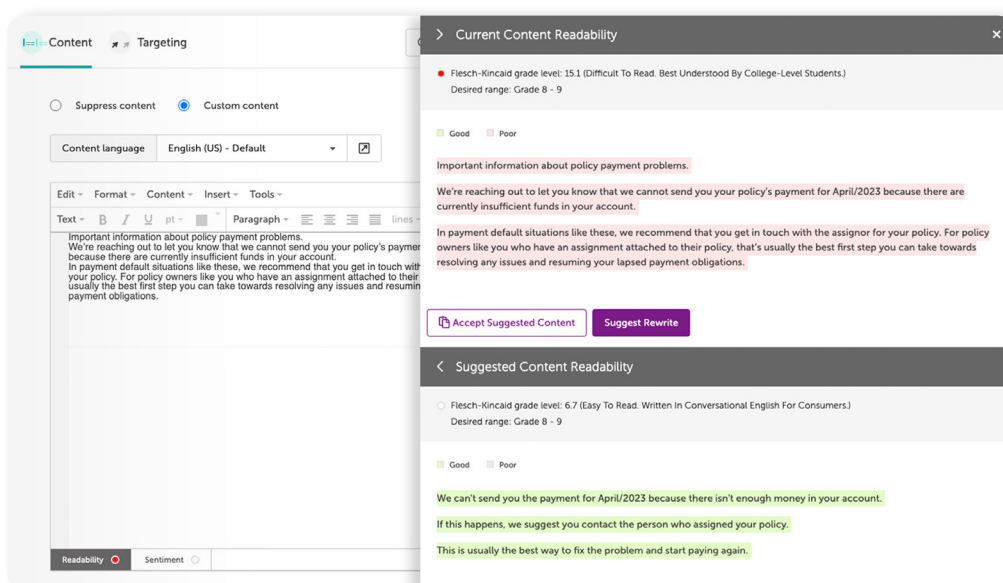 Content
Targeting
Suppress content
Custom content
Content language
English (US) - Default
Edit Format Content Insert Tools
Text B I U pt Paragraph lines
Important information about policy payment problems.
We're reaching out to let you know that we cannot send you your policy's paymen
because there are currently insufficient funds in your account.
In payment default situations like these, we recommend that you get in touch with
your policy. For policy owners like you who have an assignment attached to their
usually the best first step you can take towards resolving any issues and resumin
payment obligations.
Readability
Sentiment
Current Content Readability
Flesch-Kincaid grade level: 15.1 (Difficult To Read. Best Understood By College-Level Students.)
Desired range: Grade 8 - 9
Good Poor
Important information about policy payment problems.
We're reaching out to let you know that we cannot send you your policy's payment for April/2023 because there are
currently insufficient funds in your account.
In payment default situations like these, we recommend that you get in touch with the assignor for your policy. For policy
owners like you who have an assignment attached to their policy, that's usually the best first step you can take towards
resolving any issues and resuming your lapsed payment obligations.
Accept Suggested Content
Suggest Rewrite
Suggested Content Readability
Flesch-Kincaid grade level: 6.7 (Easy To Read. Written In Conversational English For Consumers.)
Desired range: Grade 8 - 9
Good Poor
We can't send you the payment for April/2023 because there isn't enough money in your account.
If this happens, we suggest you contact the person who assigned your policy.
This is usually the best way to fix the problem and start paying again.